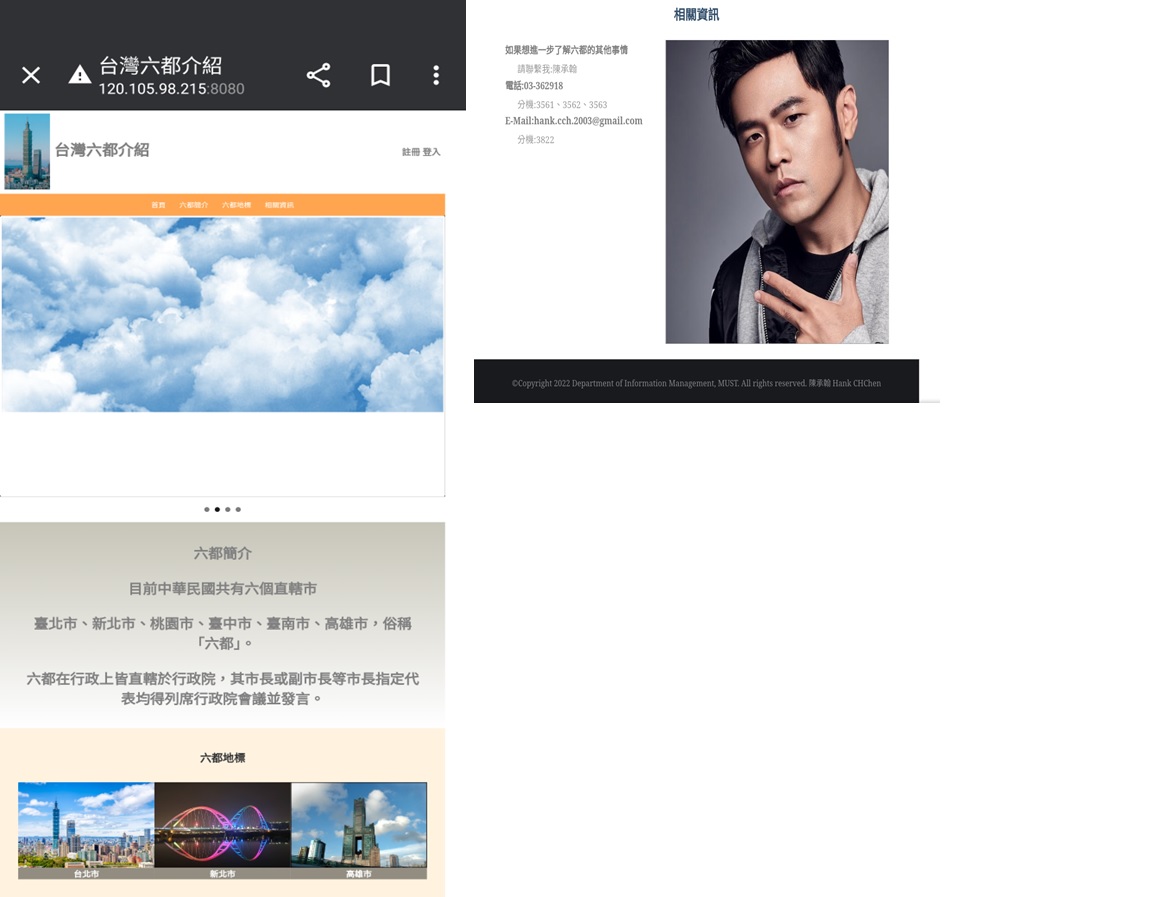 台灣六都介紹
120.105.98.215:8080
台灣六都介紹
註冊 登入
首頁 六都簡介 六都地標 相關資訊
六都簡介
目前中華民國共有六個直轄市
臺北市、新北市、桃園市、臺中市、臺南市、高雄市，俗稱
「六都」。
六都在行政上皆直轄於行政院，其市長或副市長等市長指定代
表均得列席行政院會議並發言。
六都地標
台北市 新北市 高雄市
相關資訊
如果想進一步了解六都的其他事情
請聯繫我:陳承翰
電話:03-362918
分機:3561、3562、3563
E-Mail:hank.cch.2003@gmail.com
分機:3822
©Copyright 2022 Department of Information Management, MUST. All rights reserved. 陳承翰 Hank CHChen